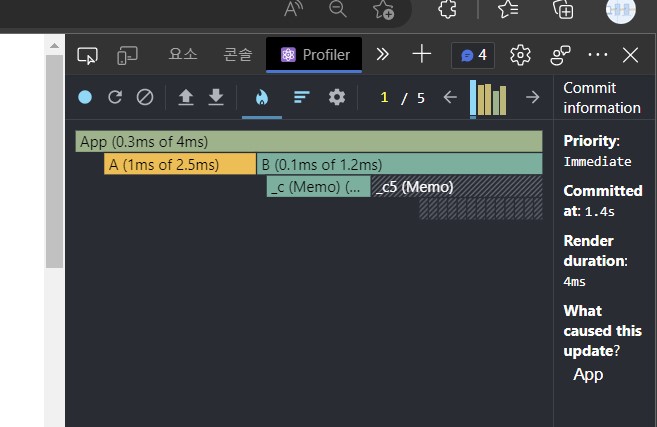 요소
콘솔
Profiler
4
1 / 5
App (0.3ms of 4ms)
A (1ms of 2.5ms)
B (0.1ms of 1.2ms)
_c (Memo) (...
_c5 (Memo)
Commit
information
Priority:
Immediate
Committed
at: 1.4s
Render
duration:
4ms
What
caused this
update?
App